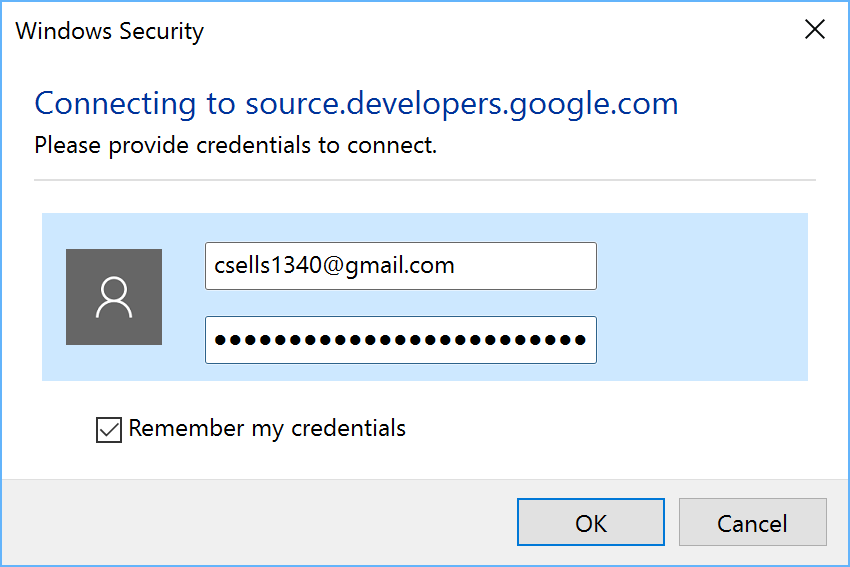 Windows Security
Connecting to source.developers.google.com
Please provide credentials to connect.
csells1340@gmail.com
●●●●●●●●●●●●●●●●●●●●●●●●●
Remember my credentials
OK
Cancel